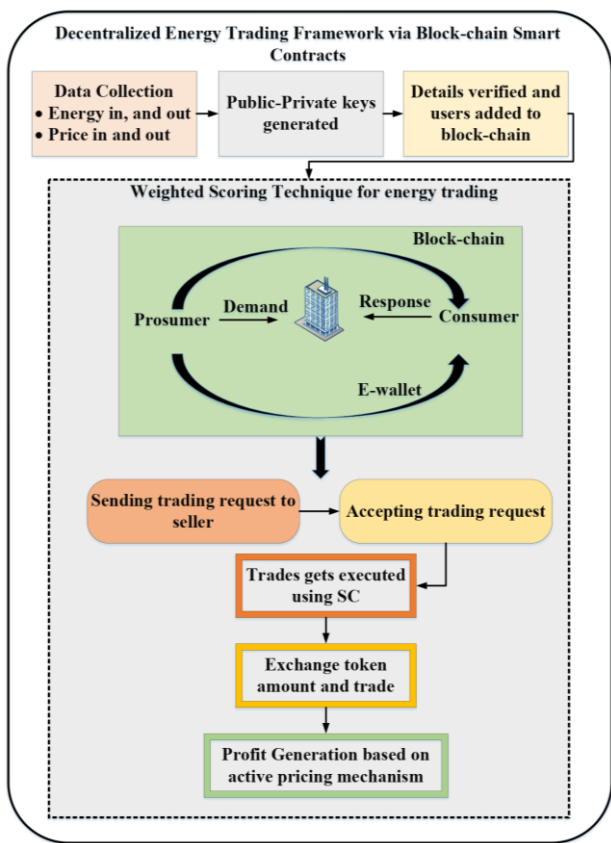 Decentralized Energy Trading Framework via Block-chain Smart
Contracts
Data Collection
• Energy in, and out
• Price in and out
Public-Private keys
generated
Details verified and
users added to
block-chain
Weighted Scoring Technique for energy trading
Block-chain
Demand
Response
Prosumer
Consumer
E-wallet
Sending trading request to
seller
Accepting trading request
Trades gets executed
using SC
Exchange token
amount and trade
Profit Generation based on
active pricing mechanism